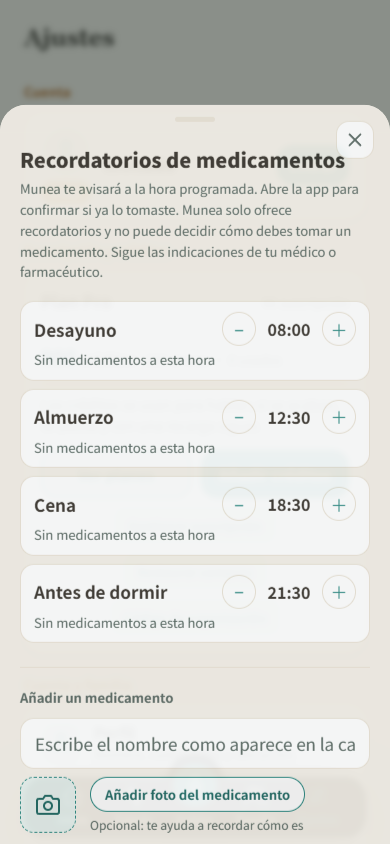 Ajustes
Cuenta
Recordatorios de medicamentos
Munea te avisará a la hora programada. Abre la app para
confirmar si ya lo tomaste. Munea solo ofrece
recordatorios y no puede decidir cómo debes tomar un
medicamento. Sigue las indicaciones de tu médico o
farmacéutico.
Desayuno
08:00
Sin medicamentos a esta hora
Almuerzo
12:30
Sin medicamentos a esta hora
Cena
18:30
Sin medicamentos a esta hora
Antes de dormir
21:30
Sin medicamentos a esta hora
Añadir un medicamento
Escribe el nombre como aparece en la ca
Añadir foto del medicamento
Opcional: te ayuda a recordar cómo es